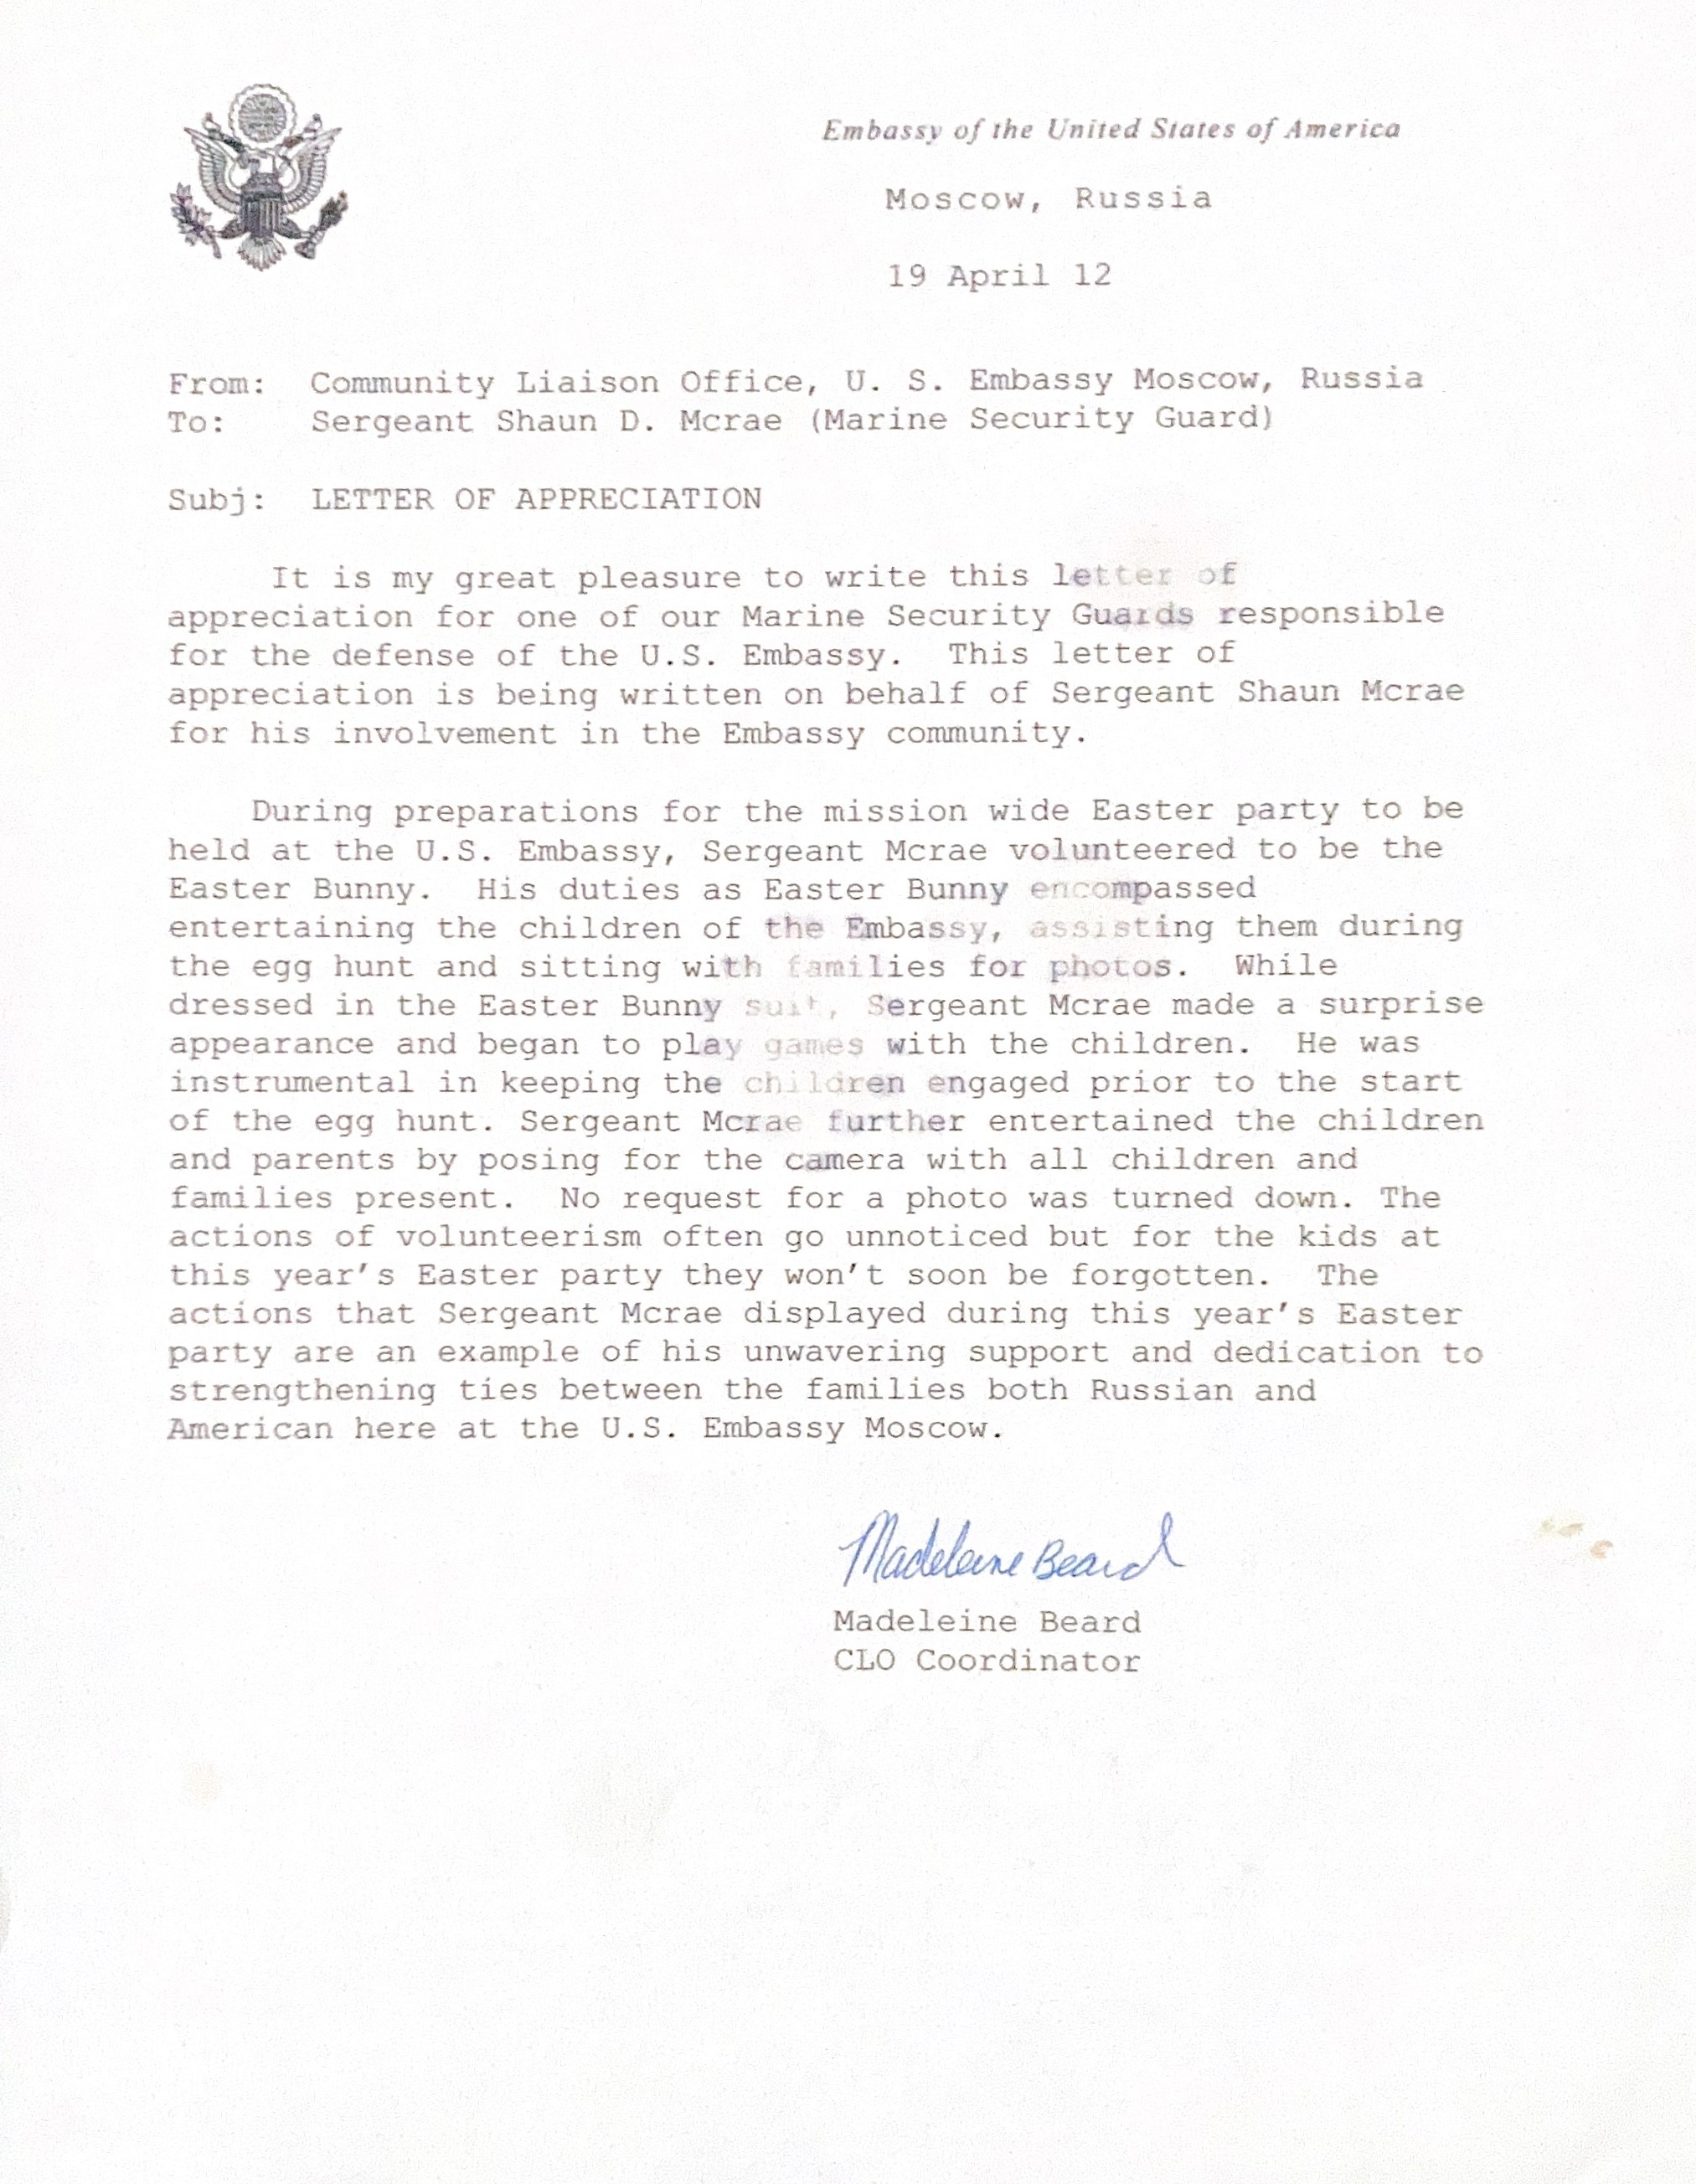 Embassy of the United States of America
Moscow, Russia
19 April 12
From: Community Liaison Office, U. S. Embassy Moscow, Russia
To: Sergeant Shaun D. Mcrae (Marine Security Guard)
Subj: LETTER OF APPRECIATION
It is my great pleasure to write this letter of
appreciation for one of our Marine Security Guards responsible
for the defense of the U.S. Embassy. This letter of
appreciation is being written on behalf of Sergeant Shaun Mcrae
for his involvement in the Embassy community.
During preparations for the mission wide Easter party to be
held at the U.S. Embassy, Sergeant Mcrae volunteered to be the
Easter Bunny. His duties as Easter Bunny encompassed
entertaining the children of the Embassy, assisting them during
the egg hunt and sitting with families for photos. While
dressed in the Easter Bunny suit, Sergeant Mcrae made a surprise
appearance and began to play games with the children. He was
instrumental in keeping the children engaged prior to the start
of the egg hunt. Sergeant Mcrae further entertained the children
and parents by posing for the camera with all children and
families present. No request for a photo was turned down. The
actions of volunteerism often go unnoticed but for the kids at
this year's Easter party they won't soon be forgotten. The
actions that Sergeant Mcrae displayed during this year's Easter
party are an example of his unwavering support and dedication to
strengthening ties between the families both Russian and
American here at the U.S. Embassy Moscow.
Madeleine Beard
Madeleine Beard
CLO Coordinator